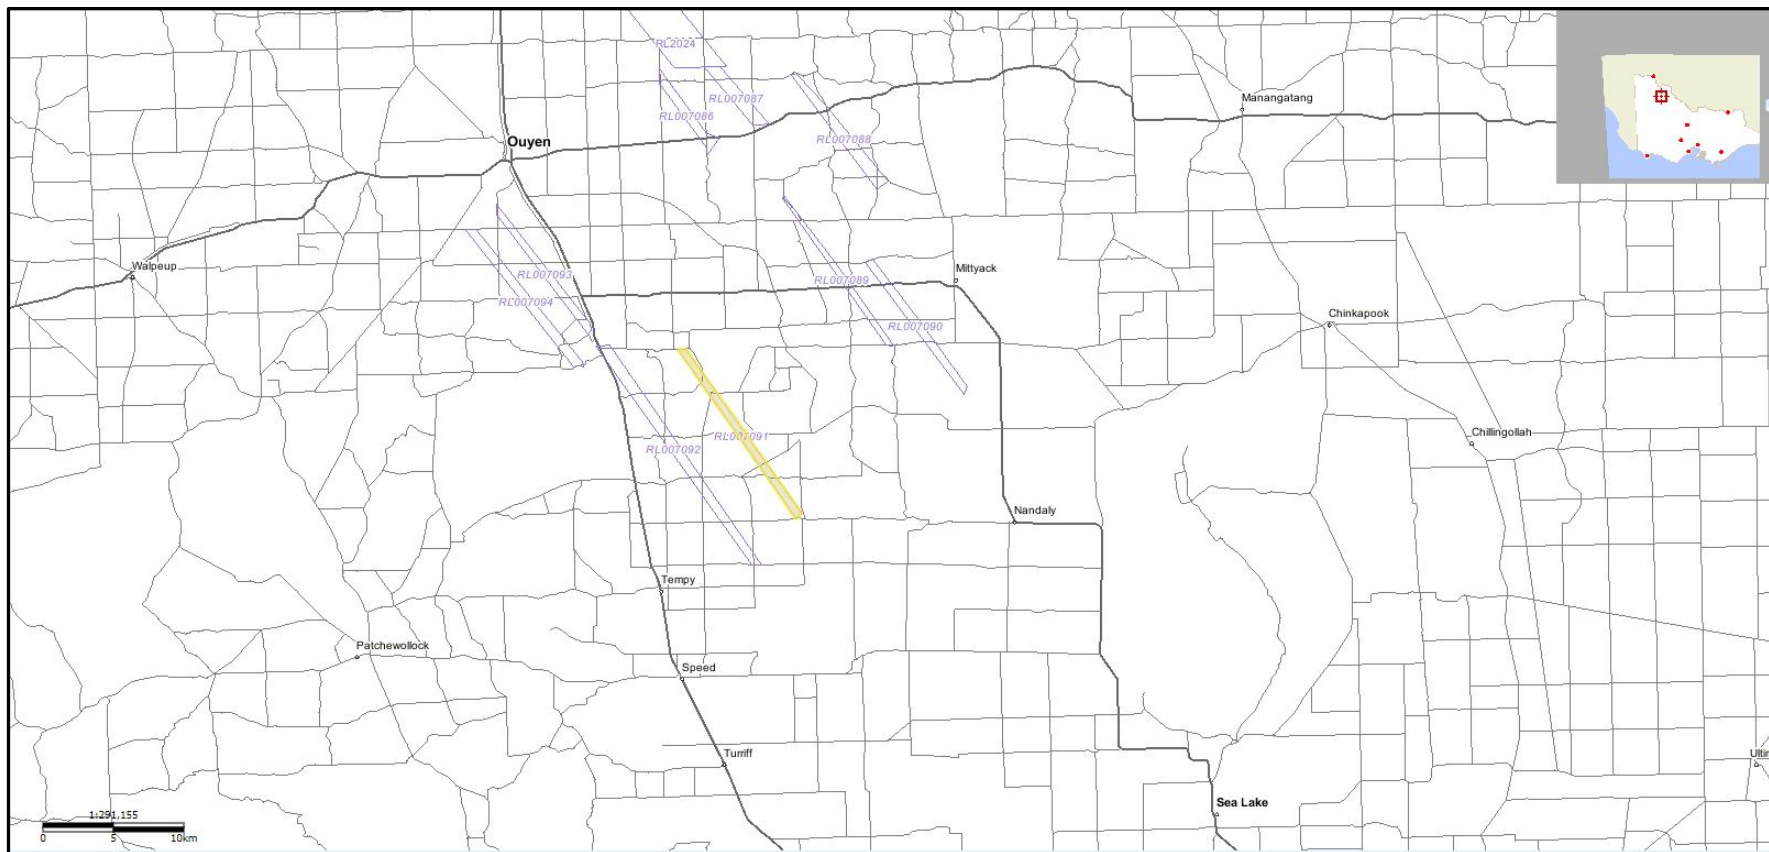 RL2024
RL007087
Manangatang
RL007086
RL007088
Ouyen
Walpeup
Mittyack
RL007093
RL007089
RL007094
Chinkapook
RL007090
Chillingollah
RL007091
RL007092
Nandaly
Tempy
Patchewollock
Speed
Turriff
Sea Lake
1:291,155
0 5 10km